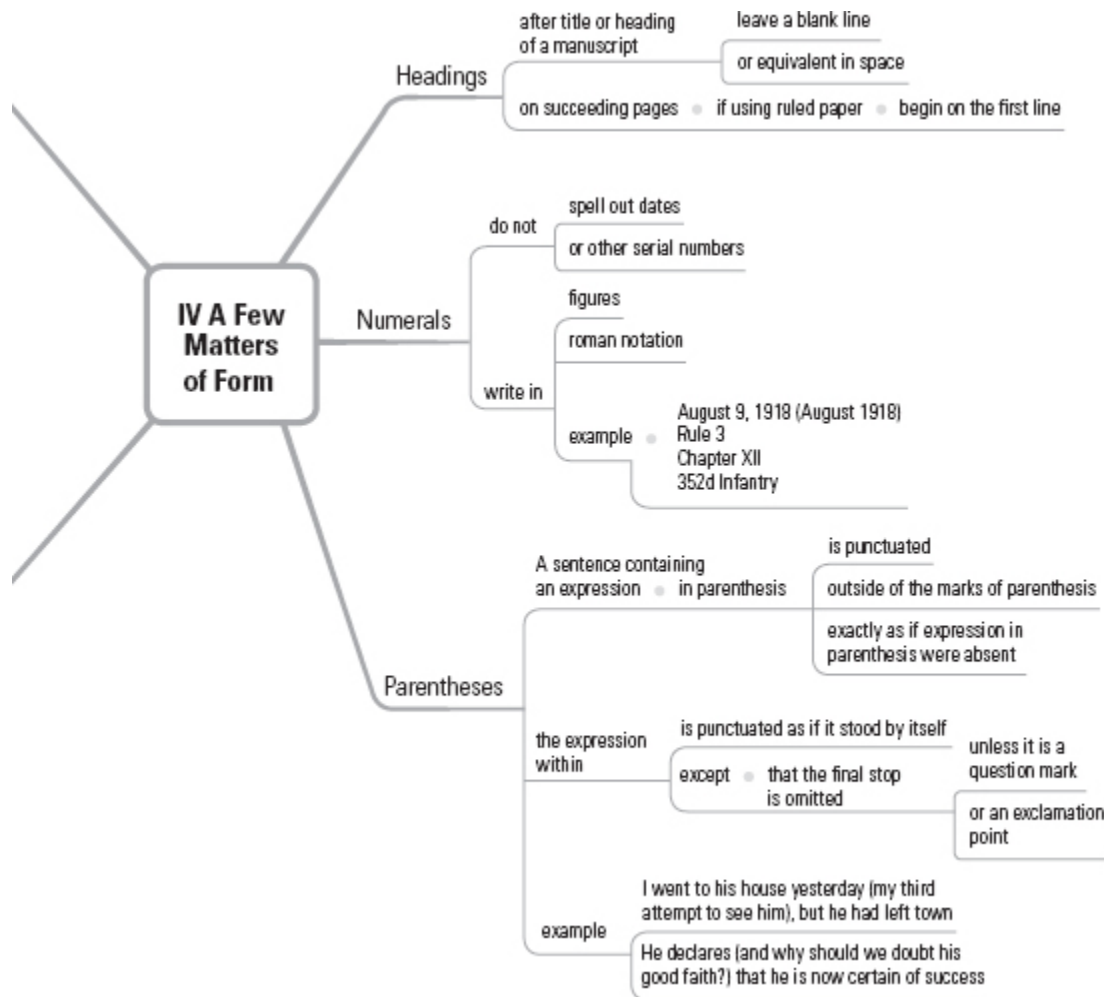 IV A Few
Matters
of Form
Headings
after title or heading
of a manuscript
leave a blank line
or equivalent in space
on succeeding pages
if using ruled paper
begin on the first line
Numerals
do not
spell out dates
or other serial numbers
write in
figures
roman notation
example
August 9, 1918 (August 1918)
Rule 3
Chapter XII
352d Infantry
Parentheses
A sentence containing
an expression
in parenthesis
is punctuated
outside of the marks of parenthesis
exactly as if expression in
parenthesis were absent
the expression
within
is punctuated as if it stood by itself
except
that the final stop
is omitted
unless it is a
question mark
or an exclamation
point
example
I went to his house yesterday (my third
attempt to see him), but he had left town
He declares (and why should we doubt his
good faith?) that he is now certain of success